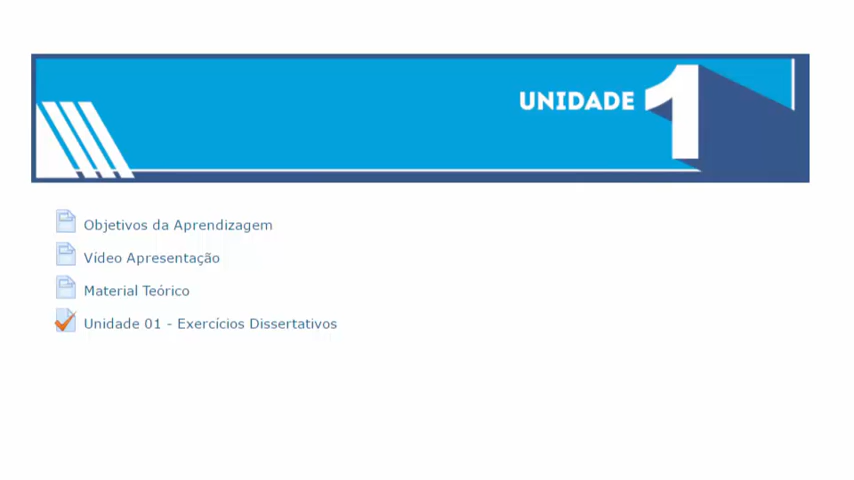 UNIDADE 1
Objetivos da Aprendizagem
Vídeo Apresentação
Material Teórico
Unidade 01 - Exercícios Dissertativos